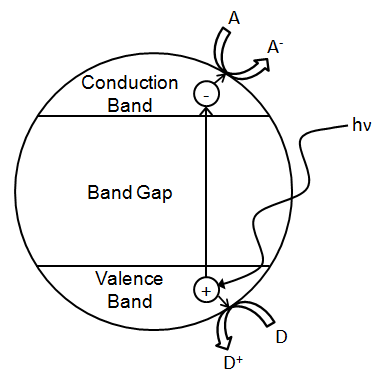 A
A-
Conduction
Band
-
hν
Band Gap
Valence
Band
+
D
D+